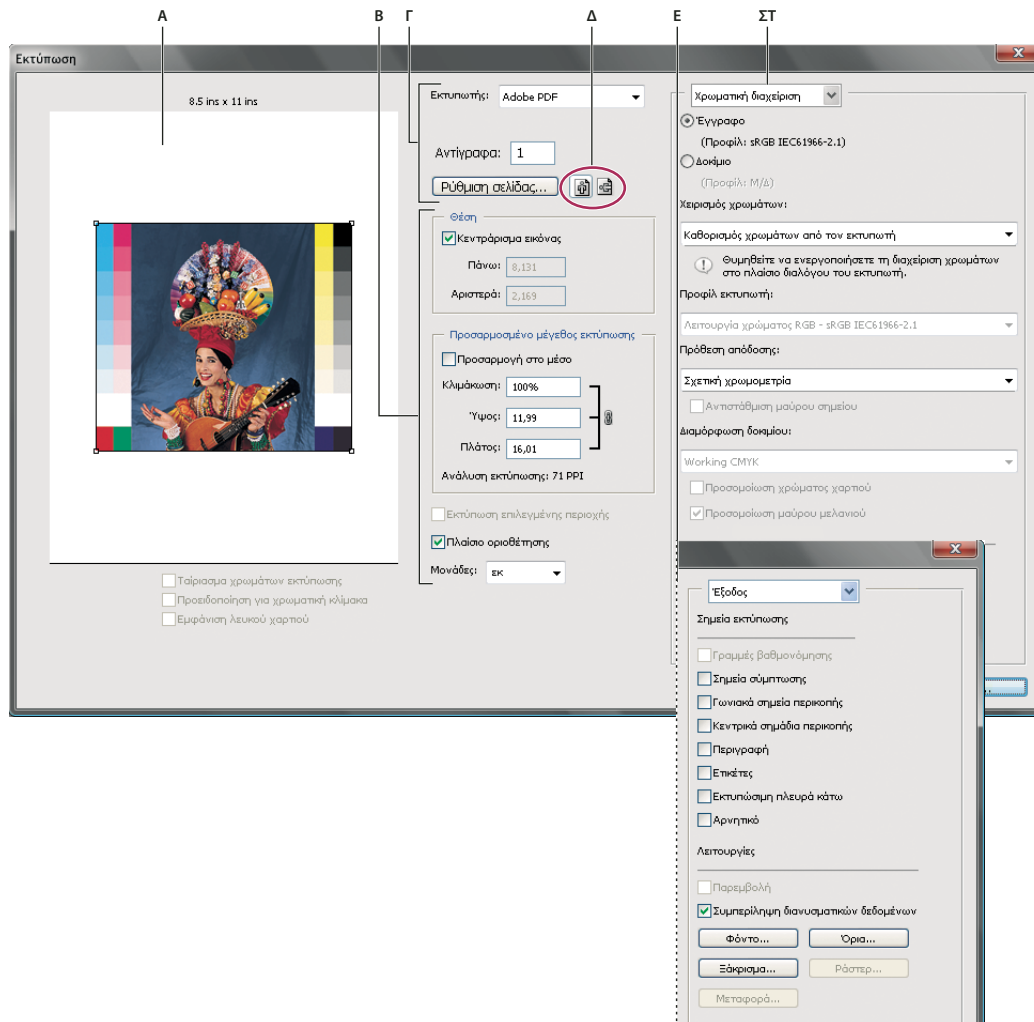 Α Β Γ Δ Ε ΣΤ
Εκτύπωση
8.5 ins x 11 ins
Ταίριασμα χρωμάτων εκτύπωσης
Προειδοποίηση για χρωματική κλίμακα
Εμφάνιση λευκού χαρτιού
Εκτυπωτής: Adobe PDF
Αντίγραφα: 1
Ρύθμιση σελίδας...
Θέση
Κεντράρισμα εικόνας
Πάνω: 8,131
Αριστερά: 2,169
Προσαρμοσμένο μέγεθος εκτύπωσης
Προσαρμογή στο μέσο
Κλιμάκωση: 100%
Ύψος: 11,99
Πλάτος: 16,01
Ανάλυση εκτύπωσης: 71 PPI
Εκτύπωση επιλεγμένης περιοχής
Πλαίσιο οριοθέτησης
Μονάδες: εκ
Χρωματική διαχείριση
Έγγραφο
(Προφίλ: sRGB IEC61966-2.1)
Δοκίμιο
(Προφίλ: Μ/Δ)
Χειρισμός χρωμάτων:
Καθορισμός χρωμάτων από τον εκτυπωτή
Θυμηθείτε να ενεργοποιήσετε τη διαχείριση χρωμάτων
στο πλαίσιο διαλόγου του εκτυπωτή.
Προφίλ εκτυπωτή:
Λειτουργία χρώματος RGB - sRGB IEC61966-2.1
Πρόθεση απόδοσης:
Σχετική χρωμομετρία
Αντιστάθμιση μαύρου σημείου
Διαμόρφωση δοκιμίου:
Working CMYK
Προσομοίωση χρώματος χαρτιού
Προσομοίωση μαύρου μελανιού
Έξοδος
Σημεία εκτύπωσης
Γραμμές βαθμονόμησης
Σημεία σύμπτωσης
Γωνιακά σημεία περικοπής
Κεντρικά σημάδια περικοπής
Περιγραφή
Ετικέτες
Εκτυπώσιμη πλευρά κάτω
Αρνητικό
Λειτουργίες
Παρεμβολή
Συμπερίληψη διανυσματικών δεδομένων
Φόντο... Όρια...
Ξάκρισμα... Ράστερ...
Μεταφορά...